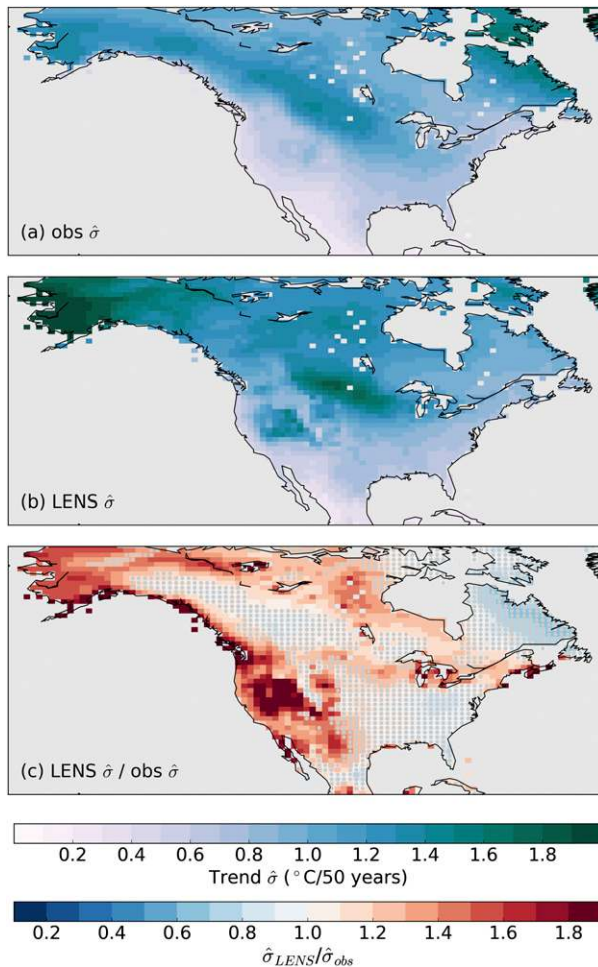 (a) obs σ̂
(b) LENS σ̂
(c) LENS σ̂ / obs σ̂
0.2 0.4 0.6 0.8 1.0 1.2 1.4 1.6 1.8
Trend σ̂ (°C/50 years)
0.2 0.4 0.6 0.8 1.0 1.2 1.4 1.6 1.8
σ̂LENS/σ̂obs